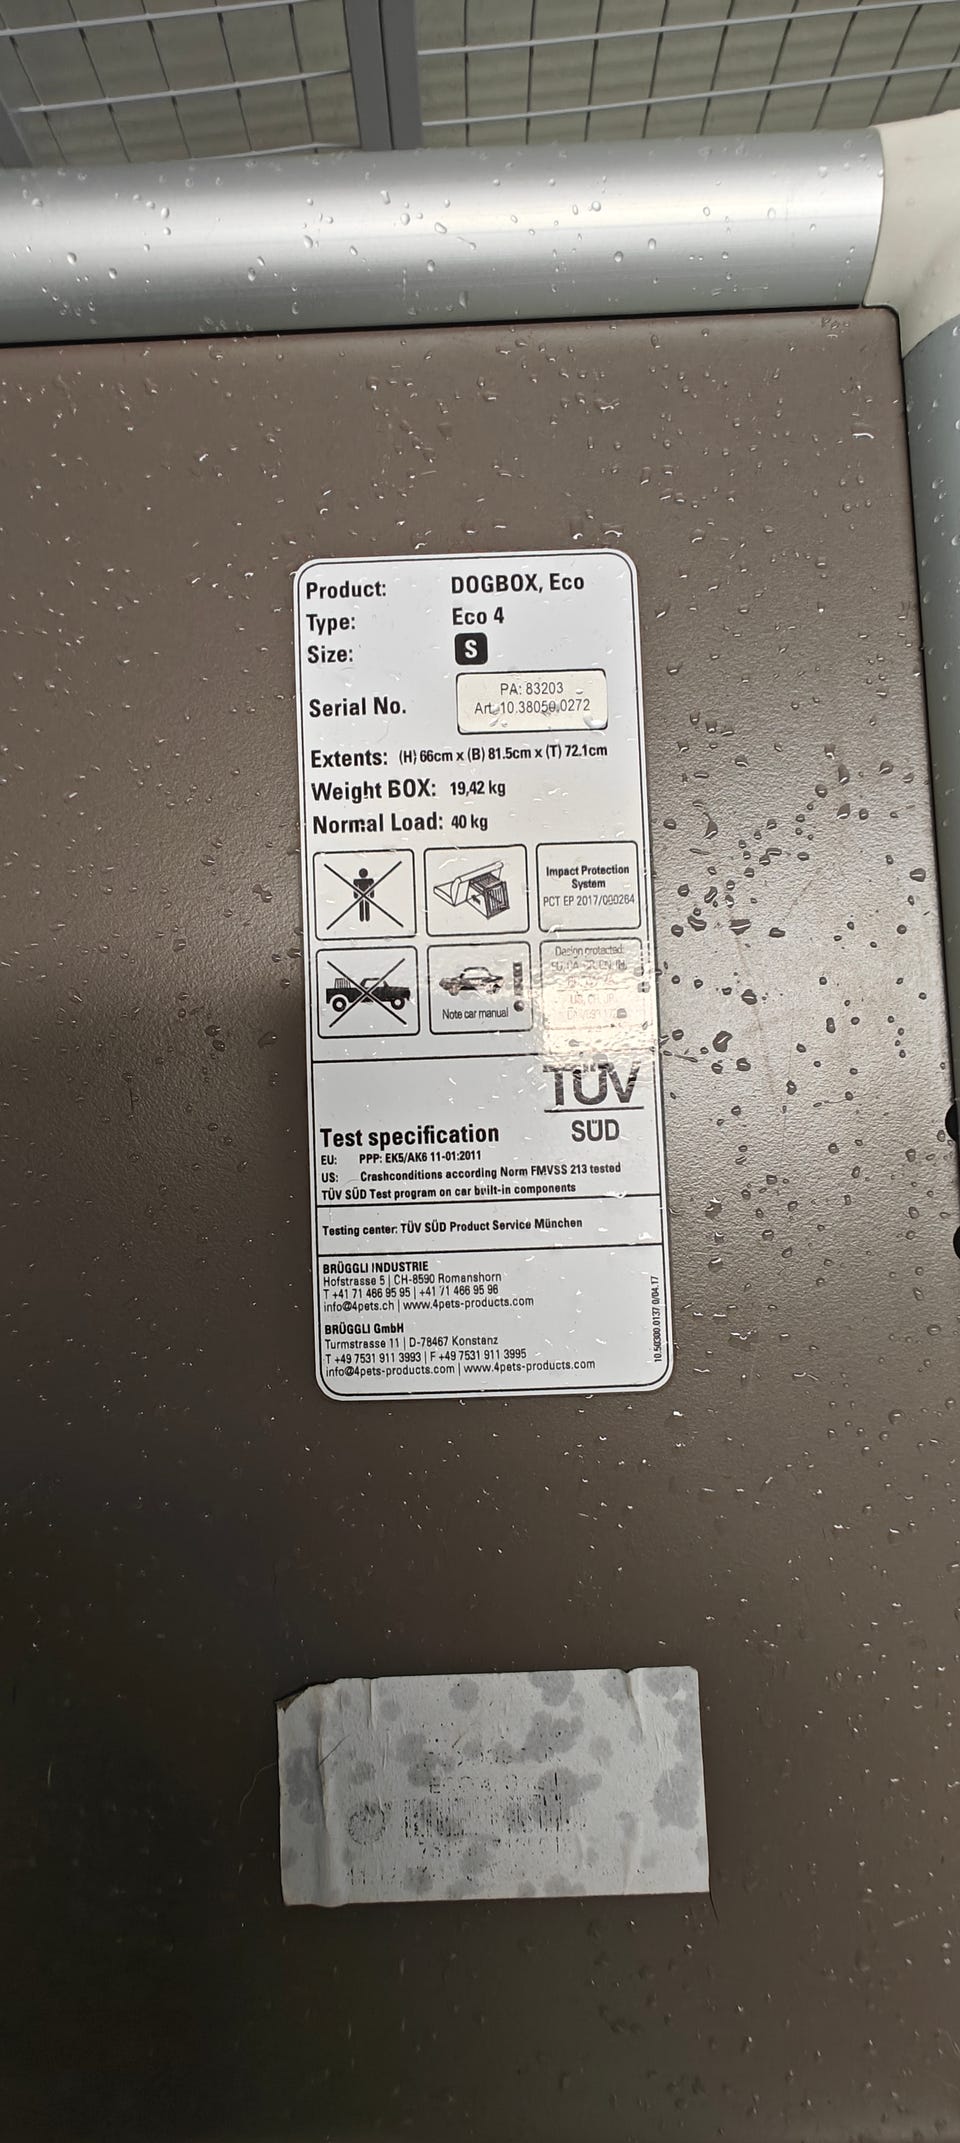 Product: DOGBOX, Eco
Type: Eco 4
Size: S
Serial No.
PA: 83203
Art. 10.38050.0272
Extents: (H) 66cm x (B) 81.5cm x (T) 72.1cm
Weight BOX: 19,42 kg
Normal Load: 40 kg
Impact Protection
System
PCT EP 2017/000264
Note car manual
Design protected:
TÜV
SÜD
Test specification
EU: PPP: EK5/AK6 11-01:2011
US: Crashconditions according Norm FMVSS 213 tested
TÜV SÜD Test program on car built-in components
Testing center: TÜV SÜD Product Service München
BRÜGGLI INDUSTRIE
Hofstrasse 5 | CH-8590 Romanshorn
T +41 71 466 95 95 | +41 71 466 95 96
info@4pets.ch | www.4pets-products.com
BRÜGGLI GmbH
Turmstrasse 11 | D-78467 Konstanz
T +49 7531 911 3993 | F +49 7531 911 3995
info@4pets-products.com | www.4pets-products.com
10.50300.0137 0/04.17